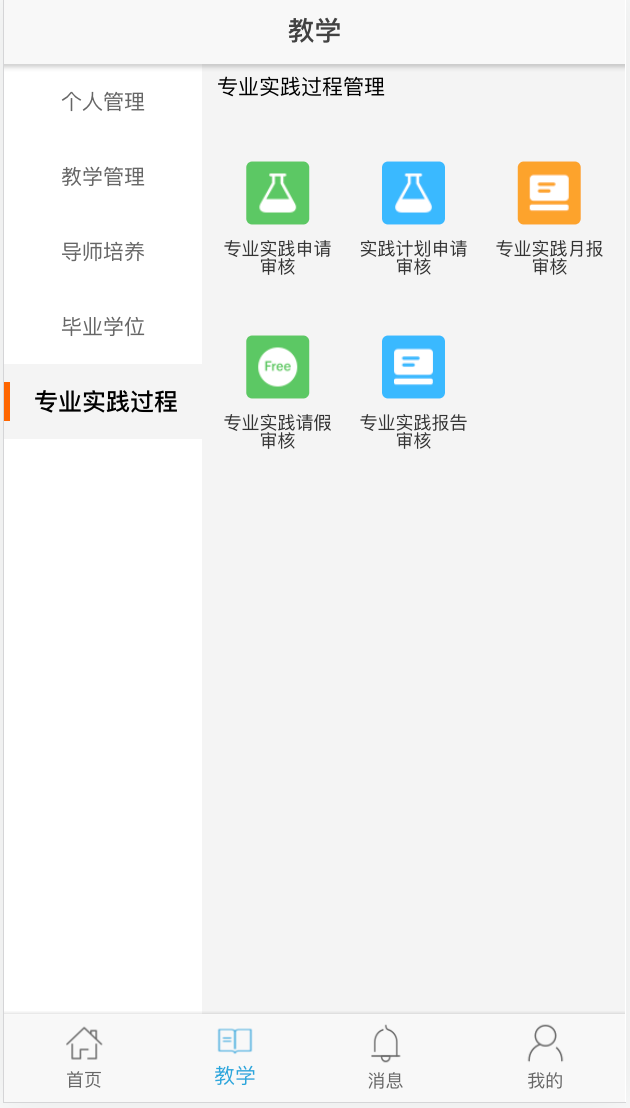 教学
个人管理
教学管理
导师培养
毕业学位
专业实践过程
专业实践过程管理
专业实践申请
审核
实践计划申请
审核
专业实践月报
审核
Free
专业实践请假
审核
专业实践报告
审核
首页
教学
消息
我的